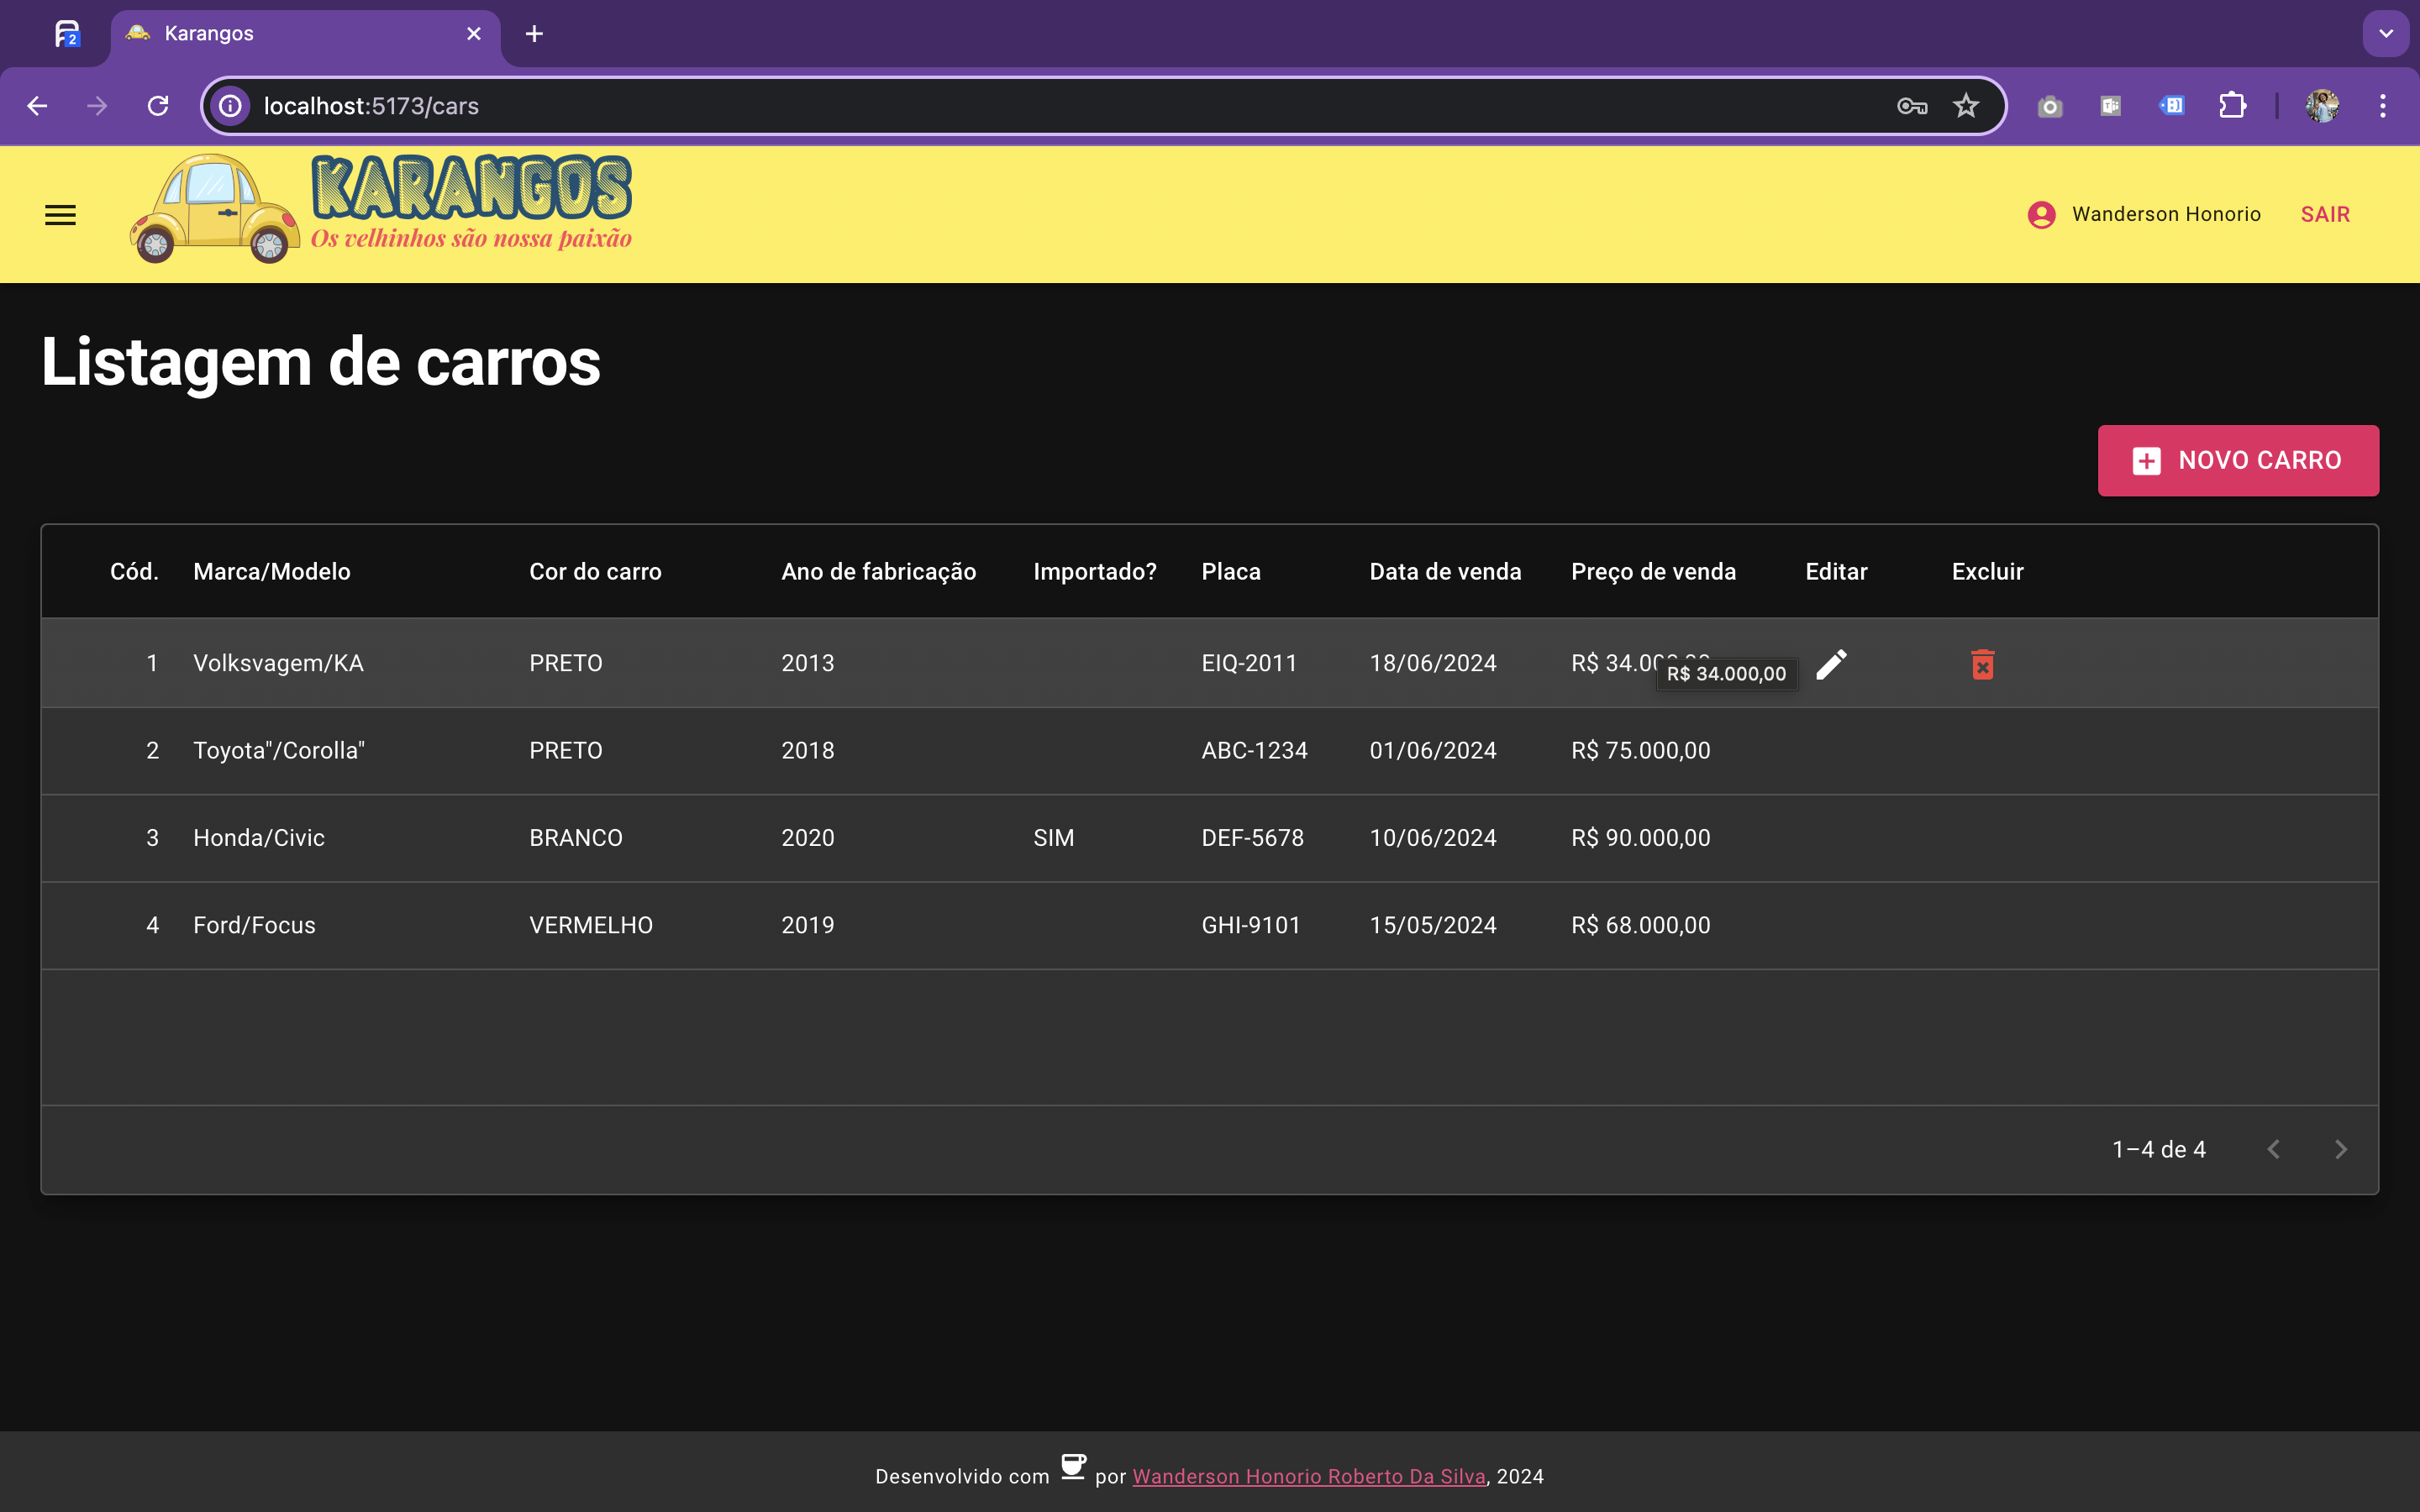 2
Karangos
localhost:5173/cars
KARANGOS
Os velhinhos são nossa paixão
Wanderson Honorio SAIR
Listagem de carros
NOVO CARRO
Cód. Marca/Modelo Cor do carro Ano de fabricação Importado? Placa Data de venda Preço de venda Editar Excluir
1 Volksvagem/KA PRETO 2013 EIQ-2011 18/06/2024 R$ 34.000,00
R$ 34.000,00
2 Toyota"/Corolla" PRETO 2018 ABC-1234 01/06/2024 R$ 75.000,00
3 Honda/Civic BRANCO 2020 SIM DEF-5678 10/06/2024 R$ 90.000,00
4 Ford/Focus VERMELHO 2019 GHI-9101 15/05/2024 R$ 68.000,00
1–4 de 4
Desenvolvido com por Wanderson Honorio Roberto Da Silva, 2024